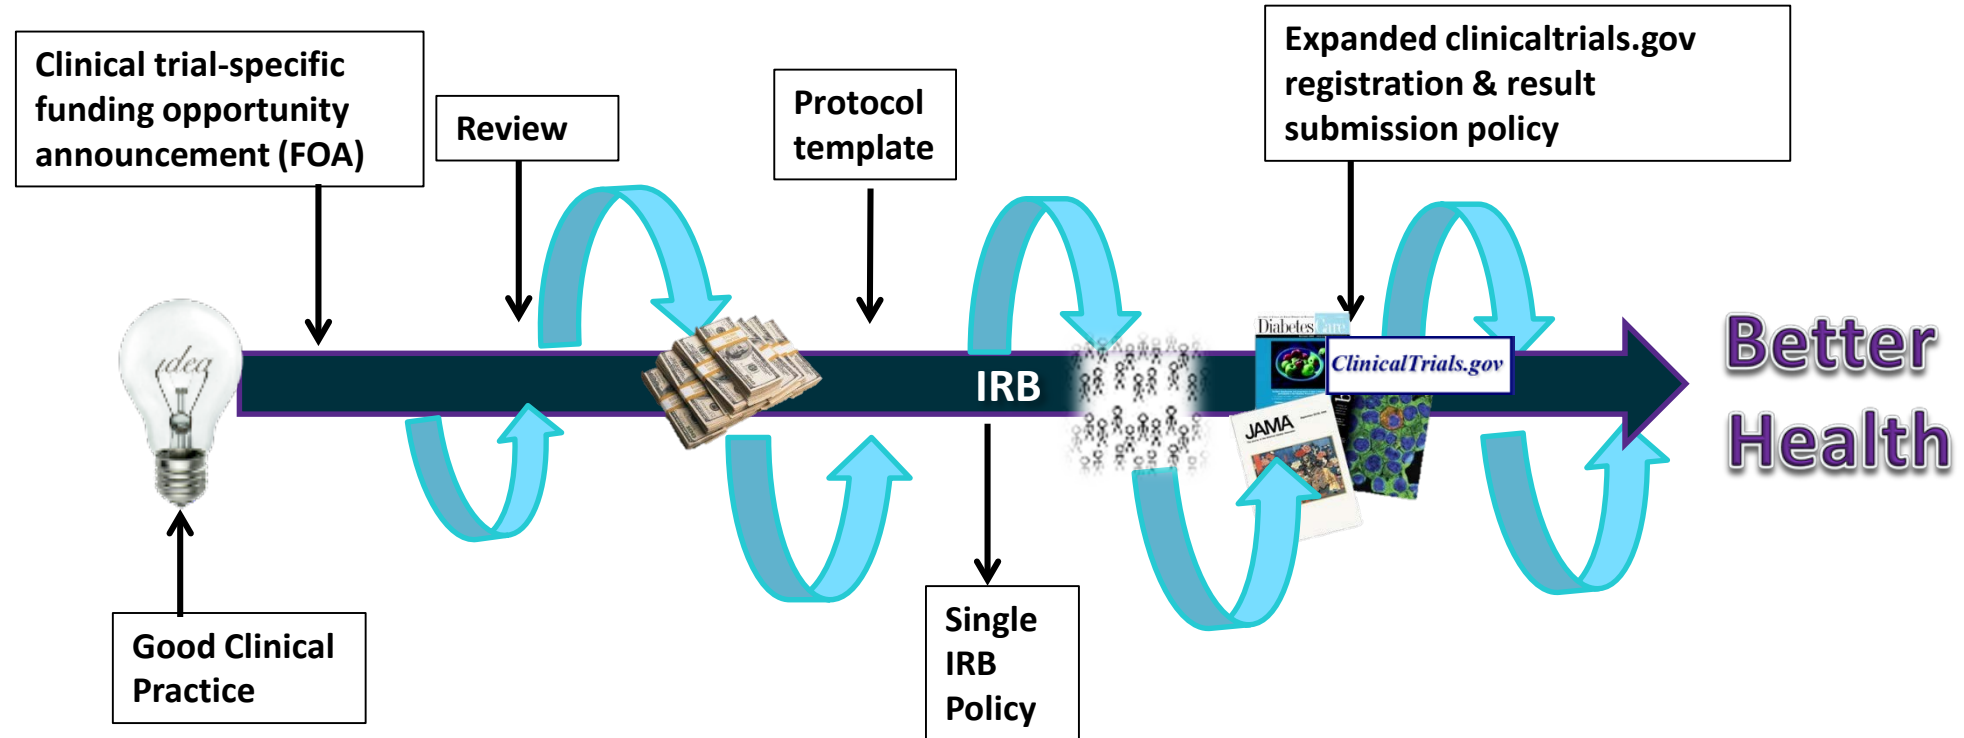 Clinical trial-specific
funding opportunity
announcement (FOA)
Review
Protocol
template
Expanded clinicaltrials.gov
registration & result
submission policy
idea
IRB
Diabetes Care
ClinicalTrials.gov
JAMA
Better
Health
Good Clinical
Practice
Single
IRB
Policy